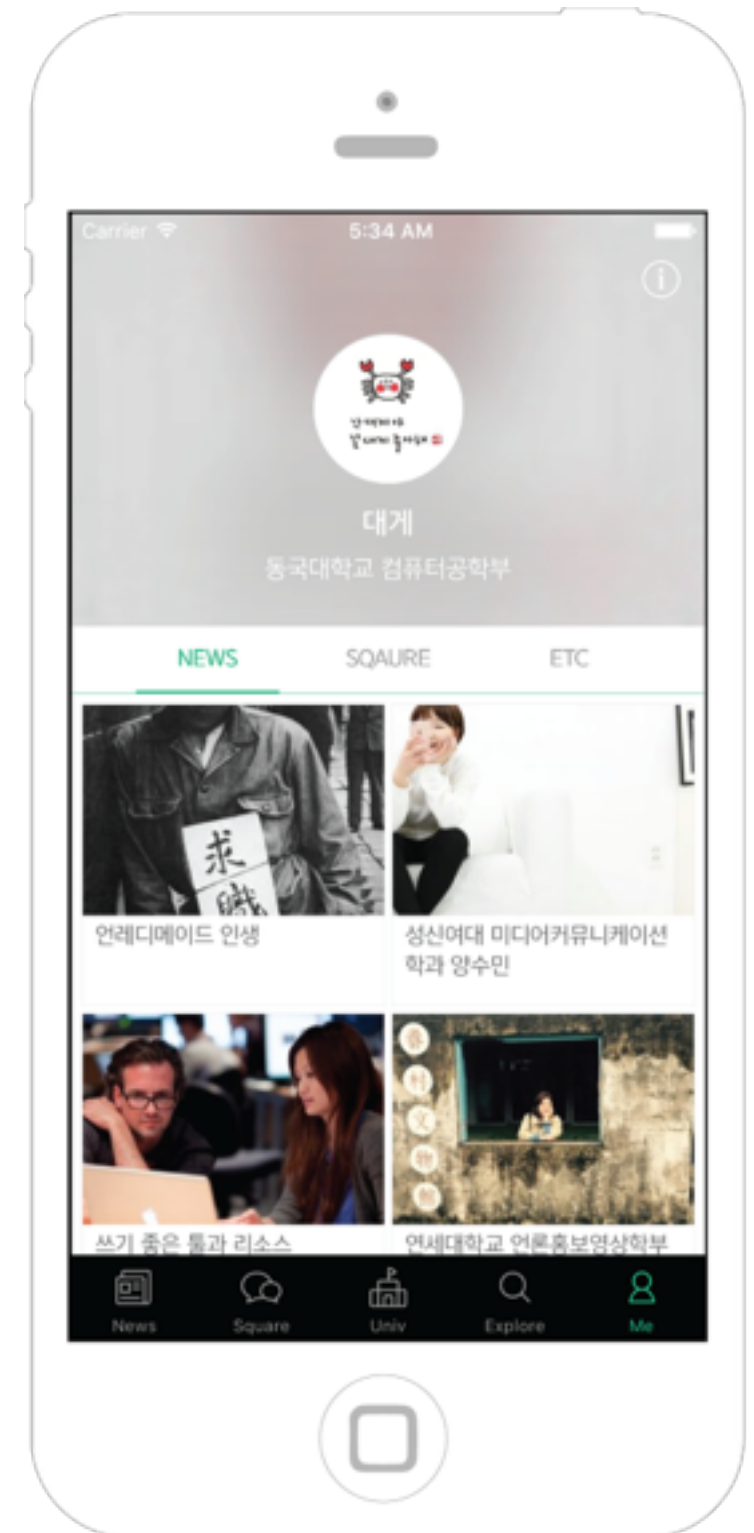 Carrier
5:34 AM
대게
동국대학교 컴퓨터공학부
NEWS
SQAURE
ETC
求
職
언레디메이드 인생
성신여대 미디어커뮤니케이션
학과 양수민
文
物
館
쓰기 좋은 툴과 리소스
연세대학교 언론홍보영상학부
News
Square
Univ
Explore
Me